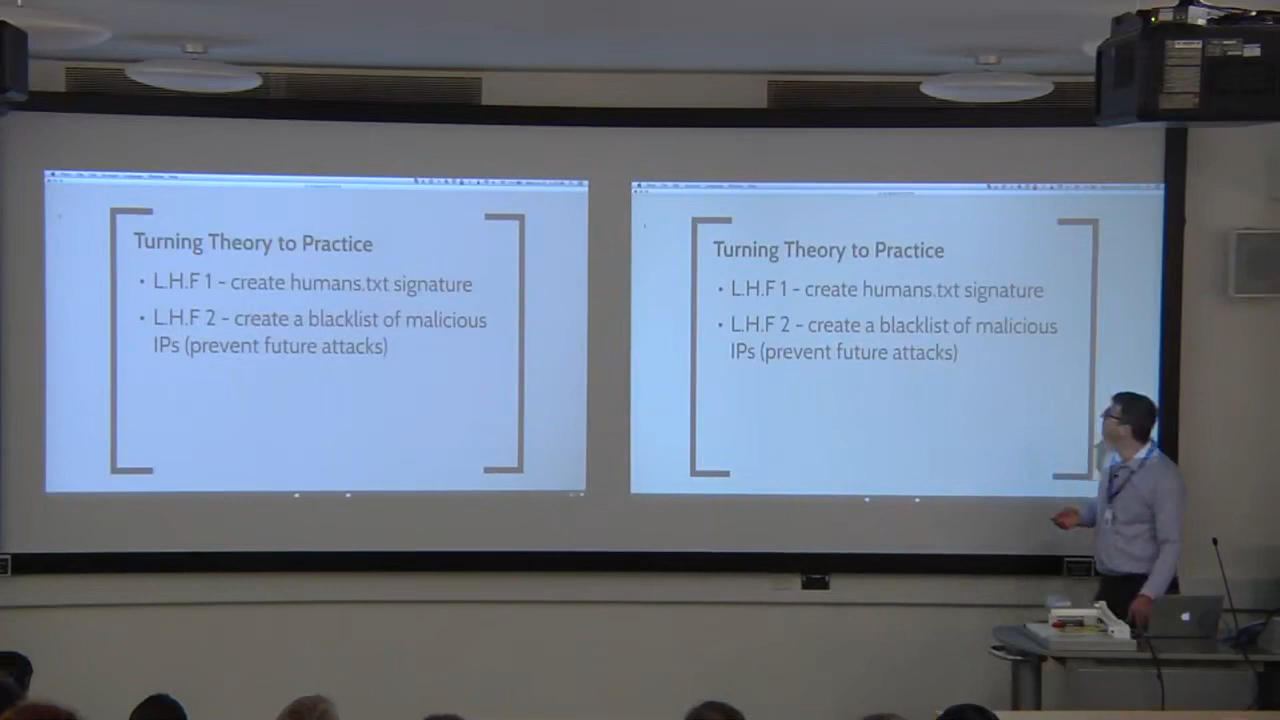 Turning Theory to Practice
• L.H.F 1 - create humans.txt signature
• L.H.F 2 - create a blacklist of malicious
IPs (prevent future attacks)
Turning Theory to Practice
• L.H.F 1 - create humans.txt signature
• L.H.F 2 - create a blacklist of malicious
IPs (prevent future attacks)